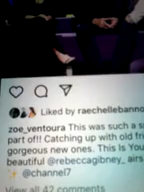 Liked by raechellebanno
zoe_ventoura This was such a s
part of!! Catching up with old fri
gorgeous new ones. This Is You
beautiful @rebeccagibney_ airs
✨ @channel7
View all 42 comments